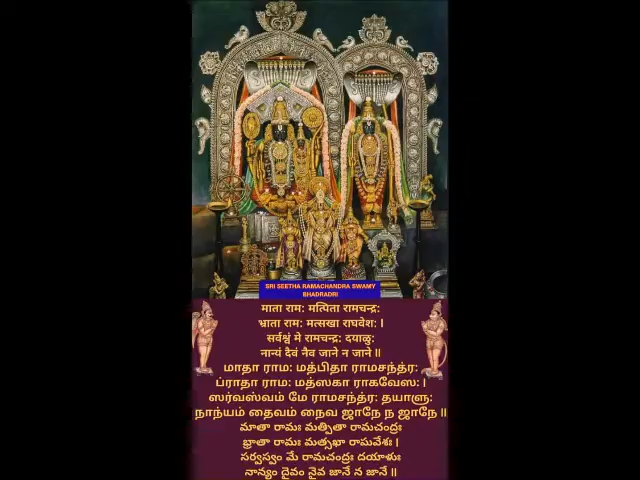 SRI SEETHA RAMACHANDRA SWAMY
BHADRADRI
माता रामः मत्पिता रामचन्द्रः
भ्राता रामः मत्सखा राघवेशः ।
सर्वश्वं मे रामचन्द्रः दयाळुः
नान्यं दैवं नैव जाने न जाने ॥
மாதா ராம: மத்பிதா ராமசந்த்ர:
ப்ராதா ராம: மத்ஸகா ராகவேஸ: |
ஸர்வஸ்வம் மே ராமசந்த்ர: தயாளு:
நாந்யம் தைவம் நைவ ஜாநே ந ஜாநே ॥
మాతా రామః మత్పితా రామచంద్రః
భ్రాతా రామః మత్సఖా రాఘవేశః |
సర్వస్వం మే రామచంద్రః దయాళుః
నాన్యం దైవం నైవ జానే న జానే ॥